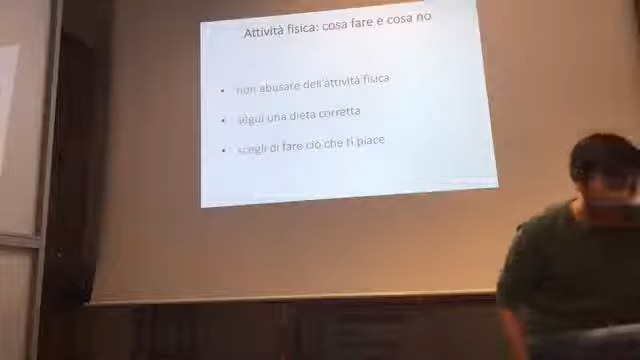 Attività fisica: cosa fare e cosa no
non abusare dell'attività fisica
segui una dieta corretta
scegli di fare ciò che ti piace